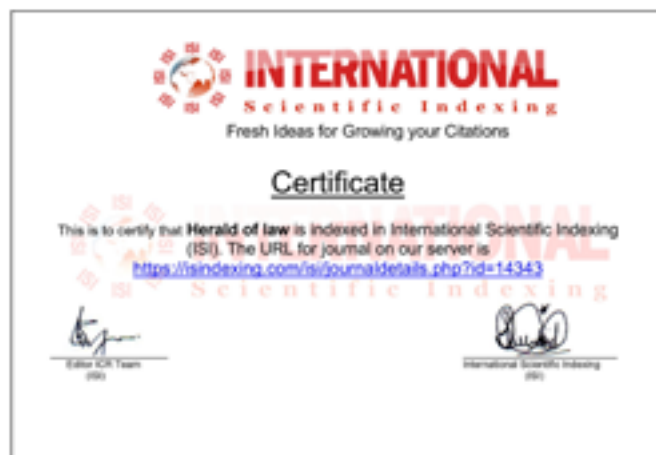 INTERNATIONAL
Scientific Indexing
Fresh Ideas for Growing your Citations
Certificate
This is to certify that Herald of law is indexed in International Scientific Indexing
(ISI). The URL for journal on our server is
https://isindexing.com/isi/journaldetails.php?id=14343
Editor ICR Team
(ISI)
International Scientific Indexing
(ISI)